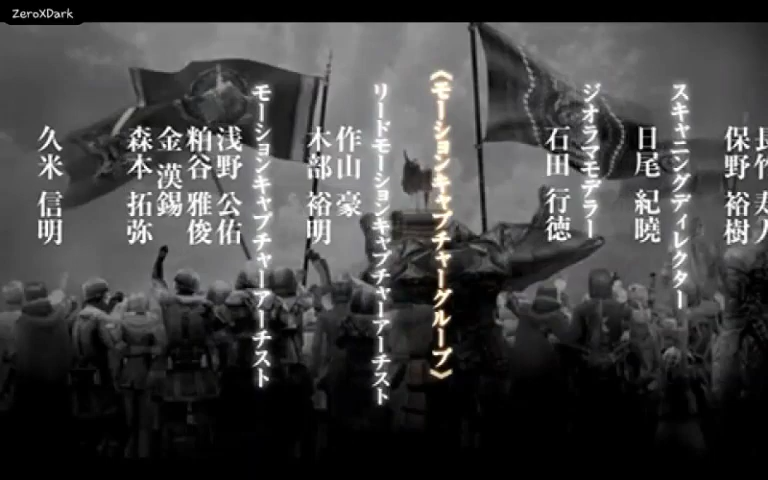 ZeroXDark
保野 裕樹
スキャニングディレクター
日尾 紀暁
ジオラマモデラー
石田 行徳
《モーションキャプチャーグループ》
リードモーションキャプチャーアーチスト
作山 豪
木部 裕明
モーションキャプチャーアーチスト
浅野 公佑
粕谷 雅俊
金 漢錫
森本 拓弥
久米 信明